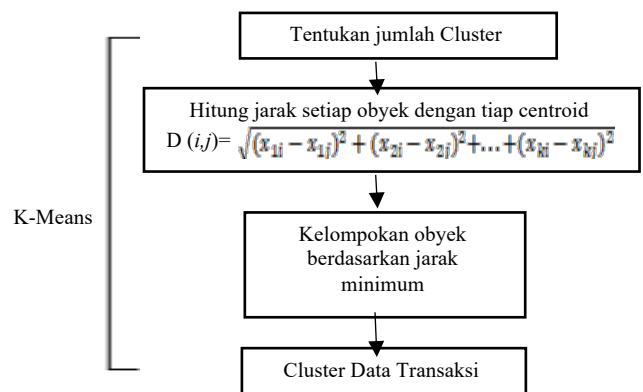 Tentukan jumlah Cluster
Hitung jarak setiap obyek dengan tiap centroid
D (i,j)= √(x₁ᵢ − x₁ⱼ)² + (x₂ᵢ − x₂ⱼ)²+...+(xₖᵢ − xₖⱼ)²
K-Means
Kelompokan obyek
berdasarkan jarak
minimum
Cluster Data Transaksi